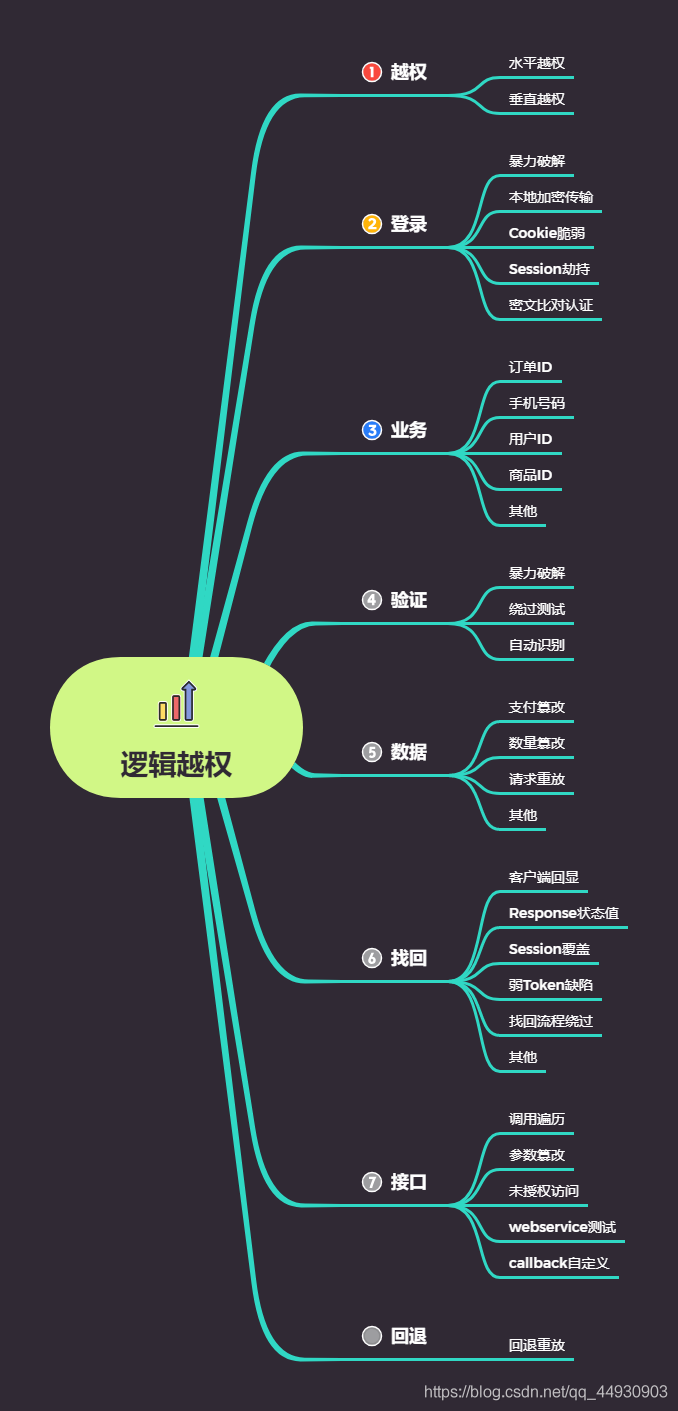 1 越权
水平越权
垂直越权
2 登录
暴力破解
本地加密传输
Cookie脆弱
Session劫持
密文比对认证
3 业务
订单ID
手机号码
用户ID
商品ID
其他
4 验证
暴力破解
绕过测试
自动识别
逻辑越权
5 数据
支付篡改
数量篡改
请求重放
其他
6 找回
客户端回显
Response状态值
Session覆盖
弱Token缺陷
找回流程绕过
其他
7 接口
调用遍历
参数篡改
未授权访问
webservice测试
callback自定义
回退
回退重放
https://blog.csdn.net/qq_44930903